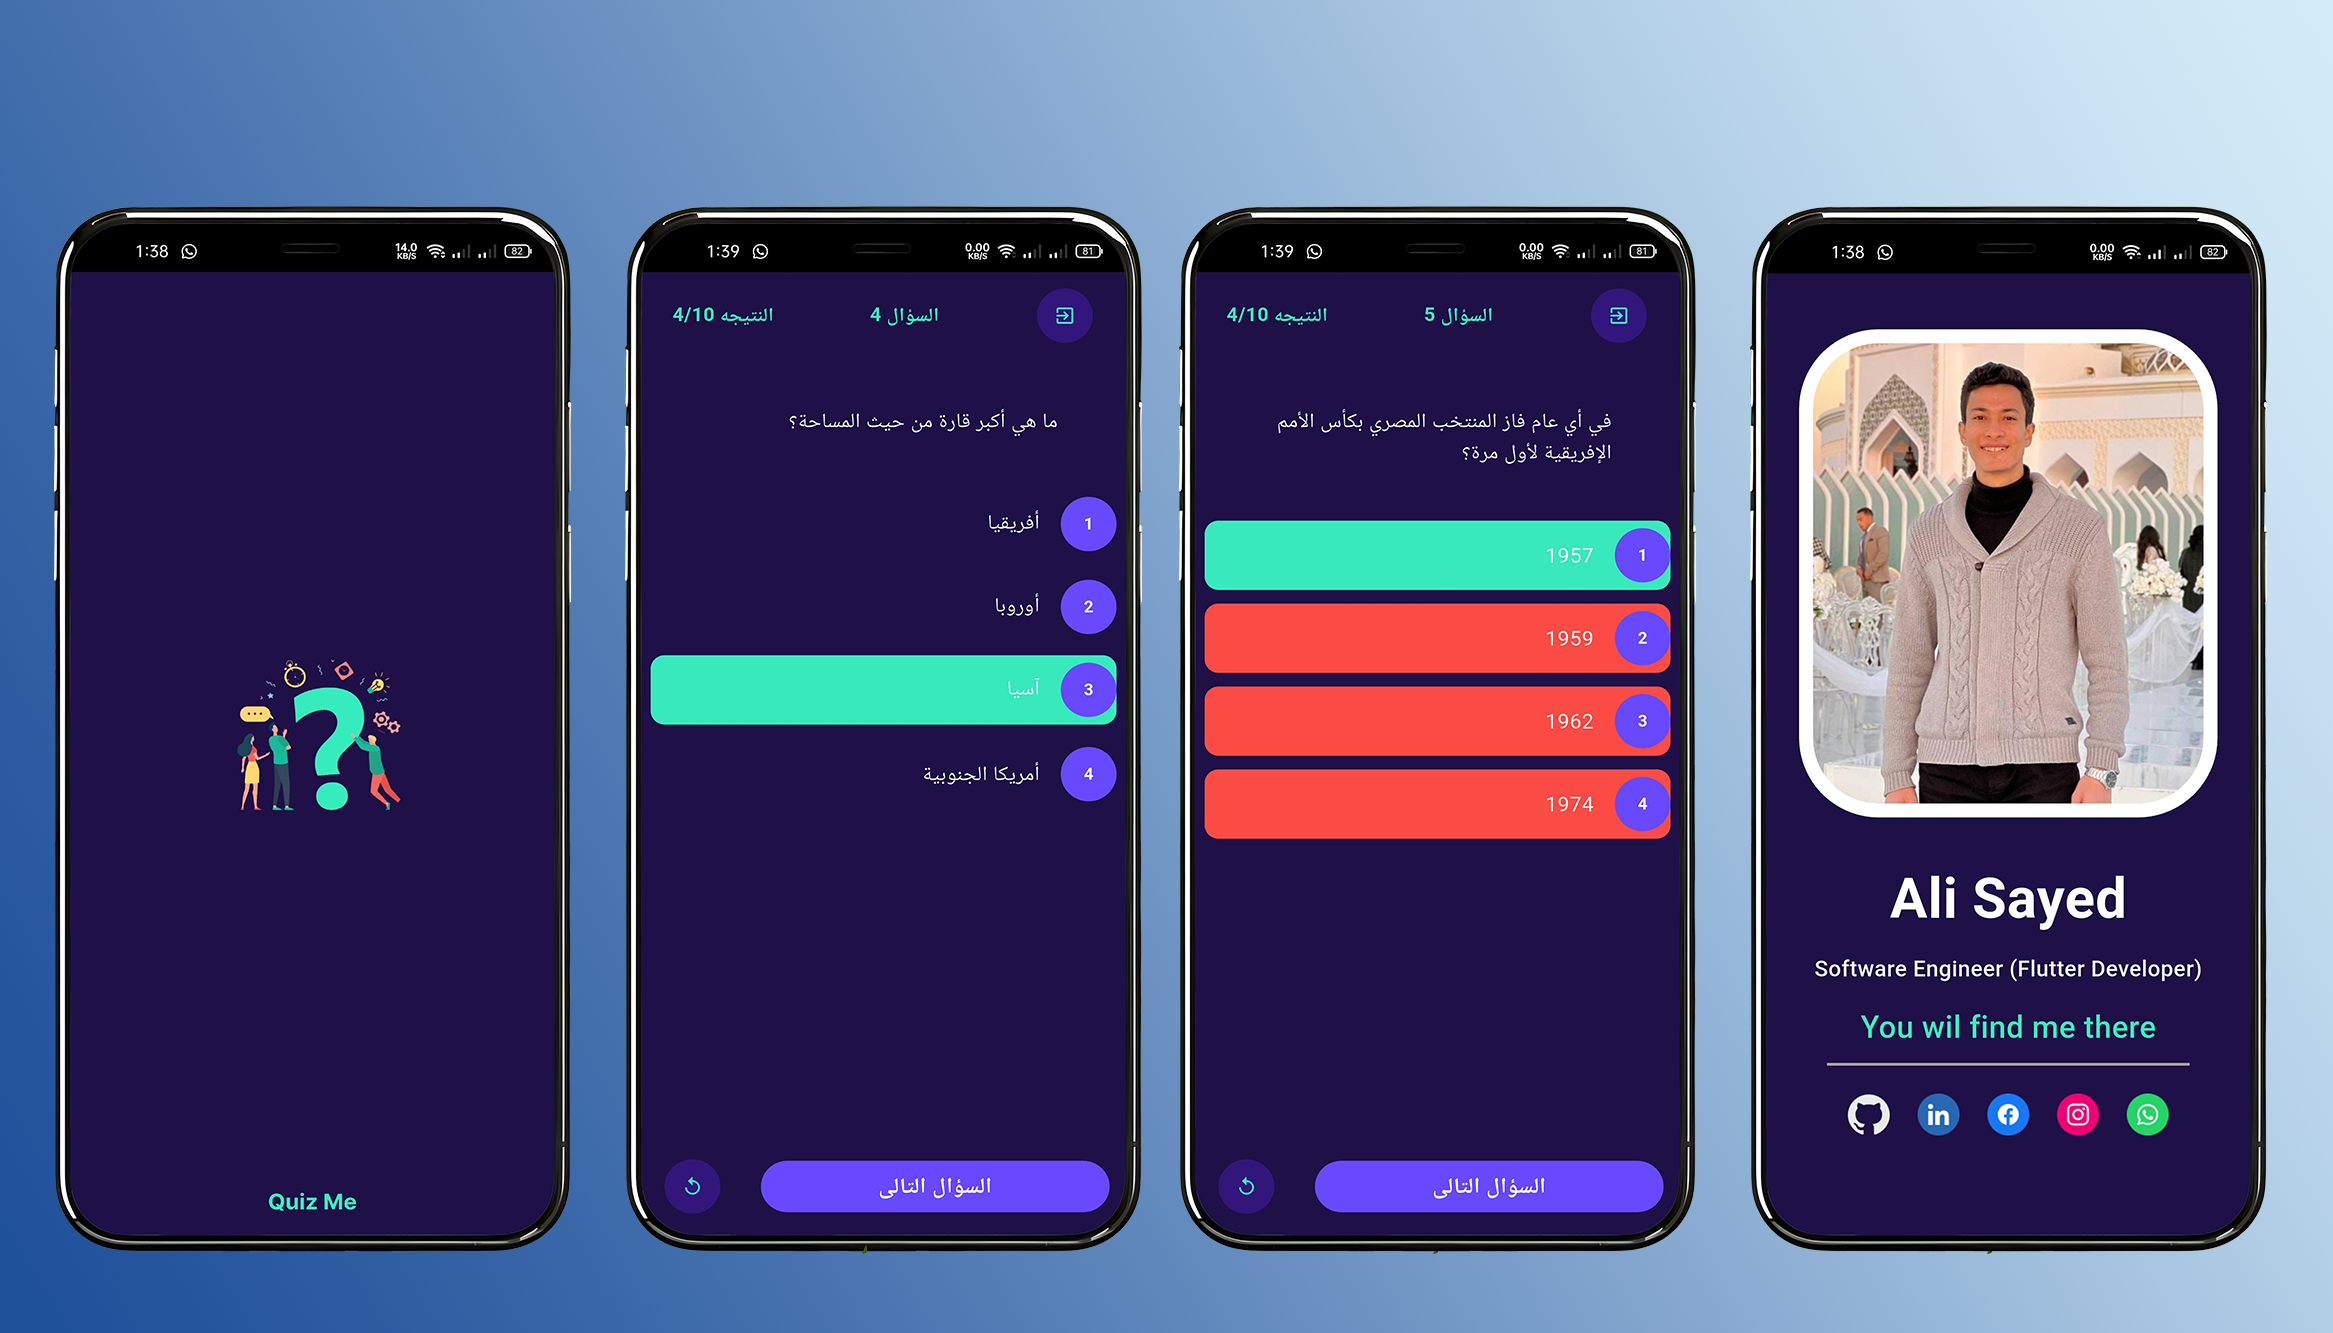 1:38
14.0
KB/S
82
Quiz Me
1:39
0.00
KB/S
81
السؤال 4
النتيجه 4/10
ما هي أكبر قارة من حيث المساحة؟
1 أفريقيا
2 أوروبا
3 آسيا
4 أمريكا الجنوبية
السؤال التالى
1:39
0.00
KB/S
81
السؤال 5
النتيجه 4/10
في أي عام فاز المنتخب المصري بكأس الأمم
الإفريقية لأول مرة؟
1 1957
2 1959
3 1962
4 1974
السؤال التالى
1:38
0.00
KB/S
82
Ali Sayed
Software Engineer (Flutter Developer)
You wil find me there
in